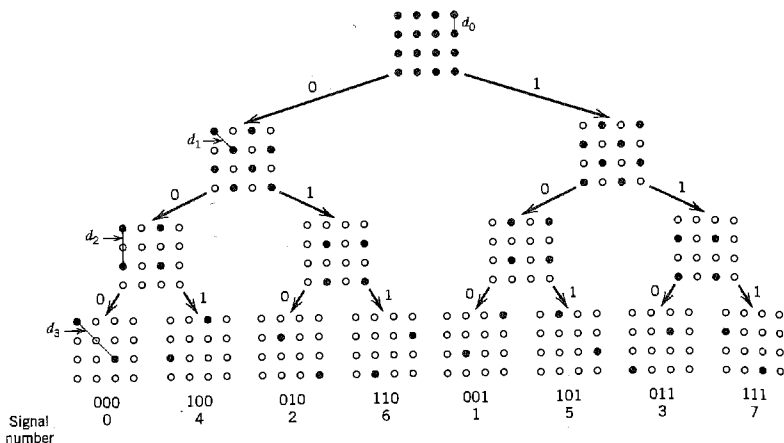 d₀
0 1
d₁
0 1 0 1
d₂
0 1 0 1 0 1 0 1
d₃
000 100 010 110 001 101 011 111
Signal number 0 4 2 6 1 5 3 7